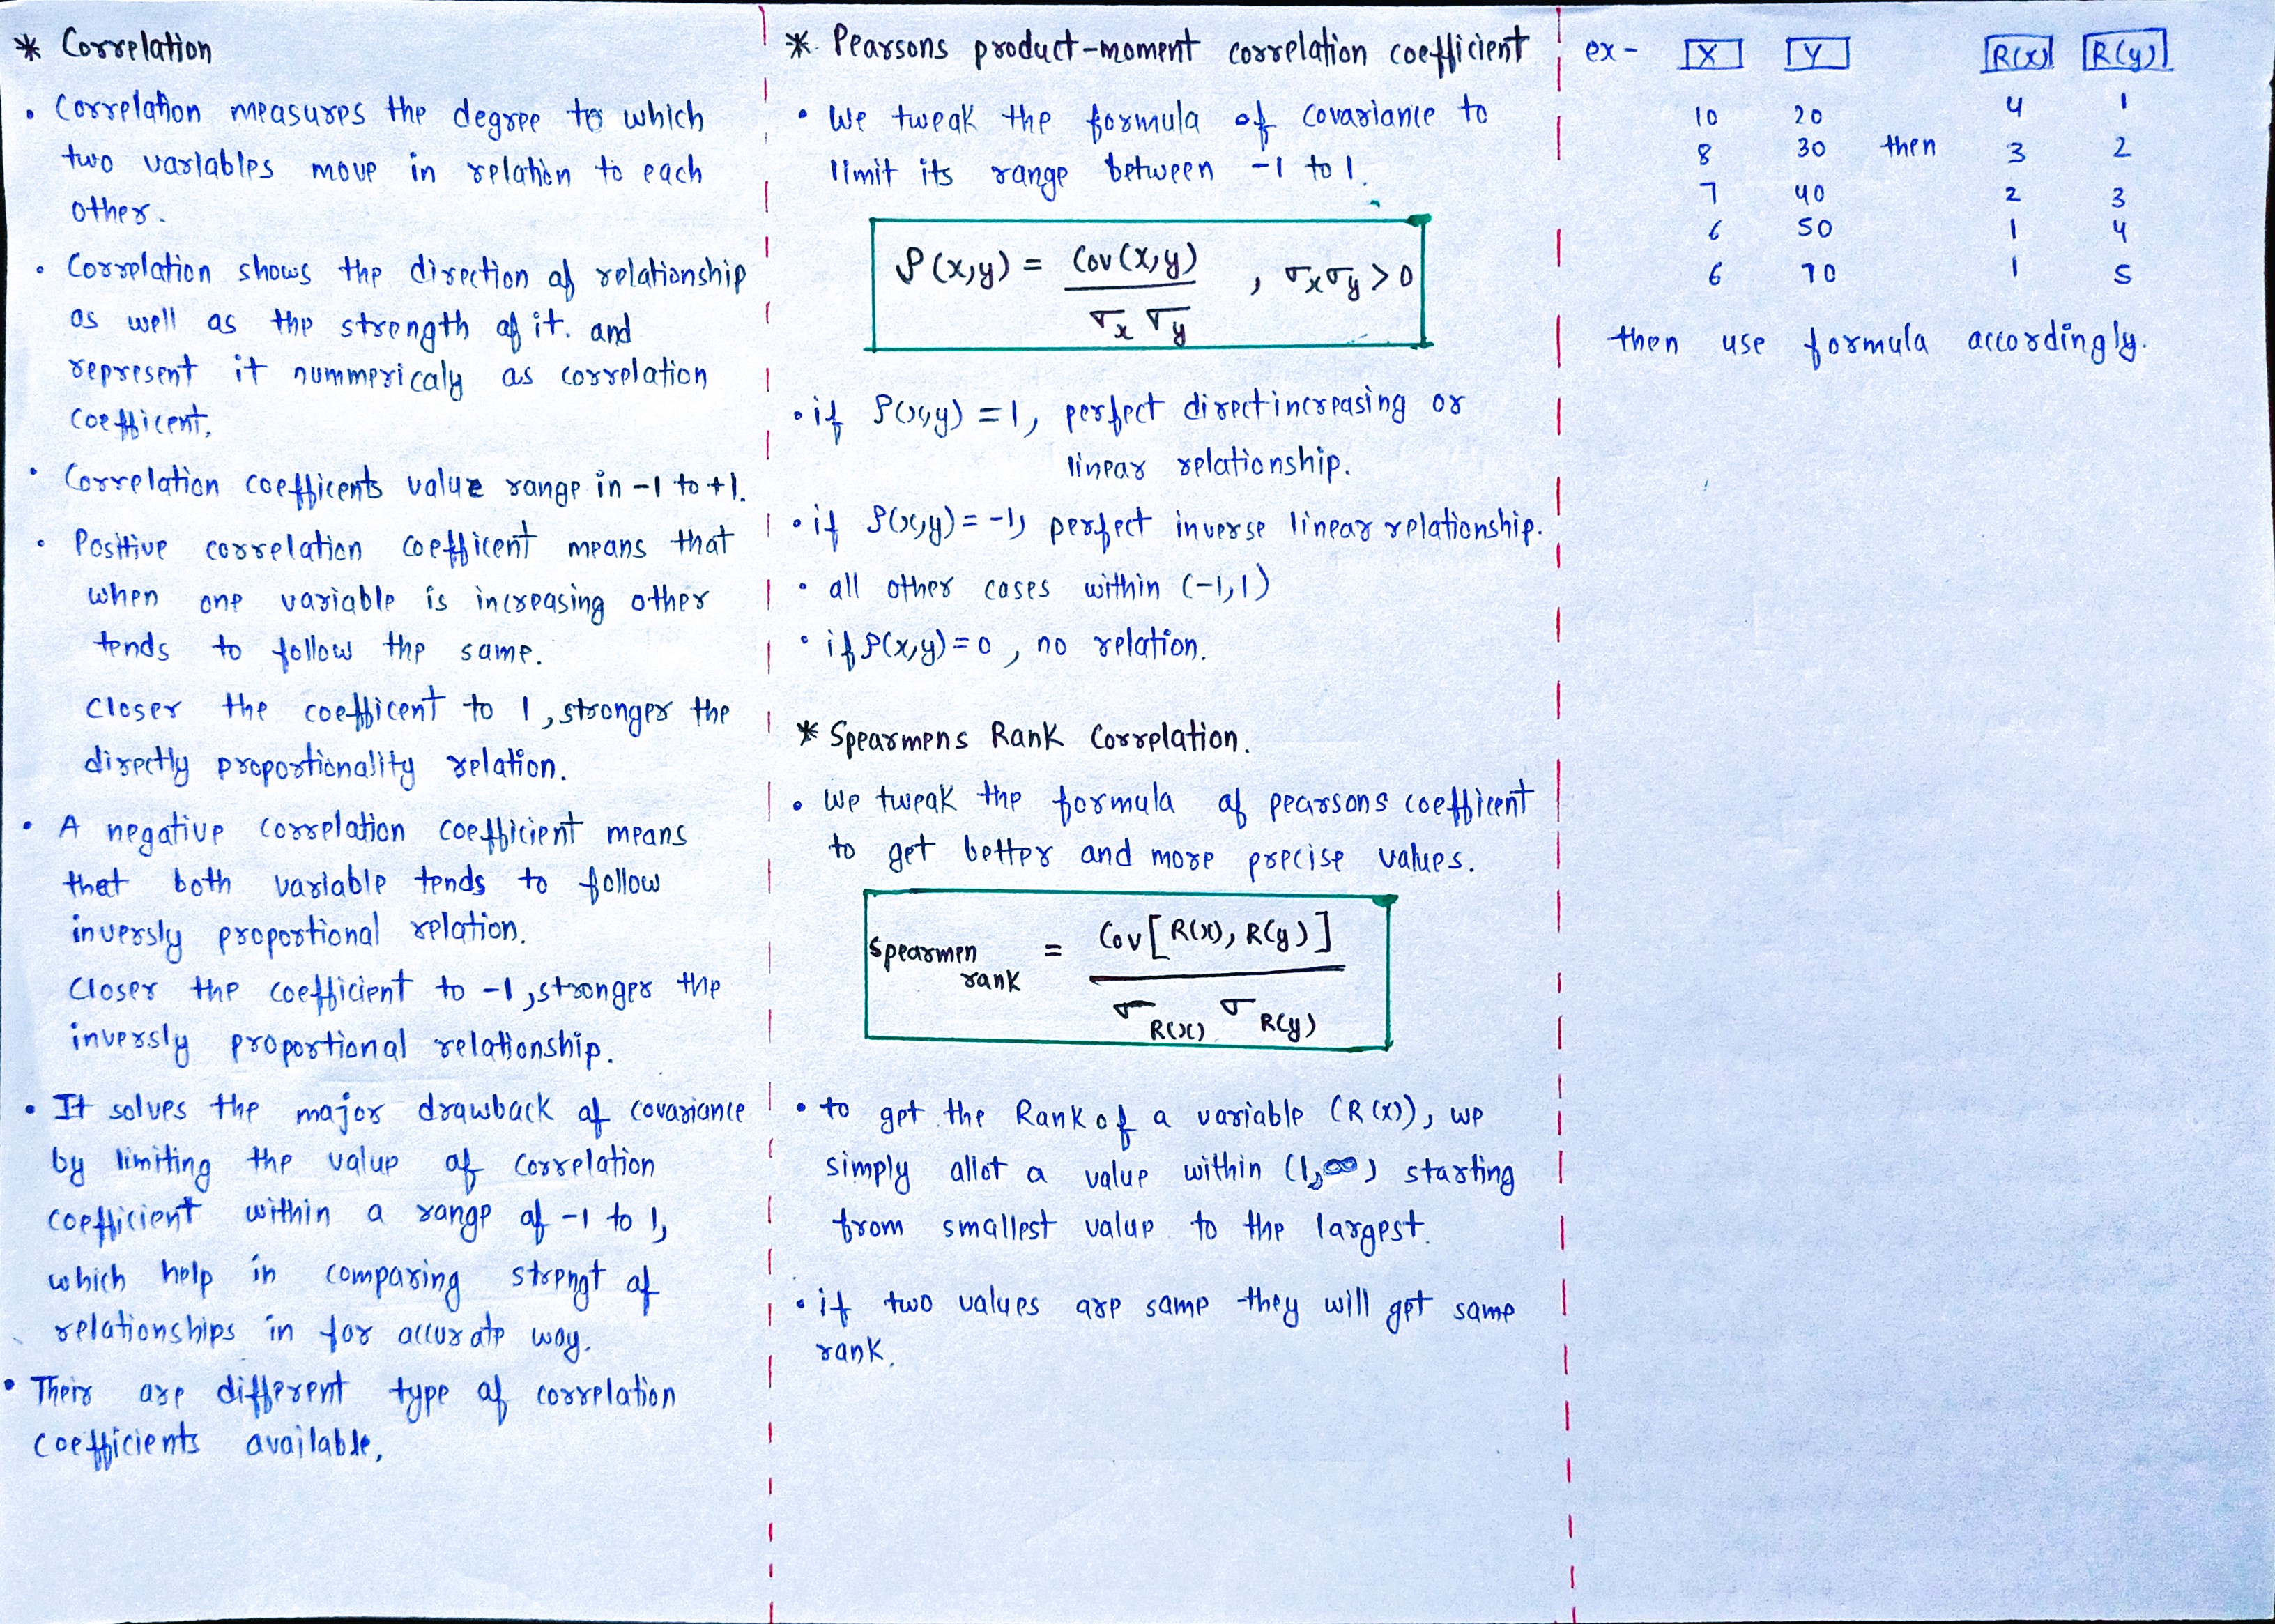 * Correlation
• Correlation measures the degree to which
two variables move in relation to each
other.
• Correlation shows the direction of relationship
as well as the strength of it. and
represent it nummericaly as correlation
coefficent.
• Correlation coefficents value range in -1 to +1.
• Positive correlation coefficent means that
when one variable is increasing other
tends to follow the same.
Closer the coefficent to 1, stronger the
directly proportionality relation.
• A negative correlation coefficient means
that both variable tends to follow
inversly proportional relation.
Closer the coefficient to -1, stronger the
inversly proportional relationship.
• It solves the major drawback of covariance
by limiting the value of correlation
coefficient within a range of -1 to 1,
which help in comparing strengt of
relationships in for accurate way.
• Their are different type of correlation
coefficients available.
* Pearsons product-moment correlation coefficient
• We tweak the formula of covariance to
limit its range between -1 to 1.
ρ(x,y) = Cov(x,y) / σx σy , σxσy > 0
• if ρ(x,y) = 1, perfect direct increasing or
linear relationship.
• if ρ(x,y) = -1, perfect inverse linear relationship.
• all other cases within (-1,1)
• if ρ(x,y) = 0, no relation.
* Spearmens Rank Correlation.
• We tweak the formula of pearsons coefficent
to get better and more precise values.
Spearmen rank = Cov[R(x), R(y)] / σR(x) σR(y)
• to get the Rank of a variable (R(x)), we
simply allot a value within (1,∞) starting
from smallest value to the largest.
• if two values are same they will get same
rank.
ex- X Y R(x) R(y)
10 20 4 1
8 30 then 3 2
7 40 2 3
6 50 1 4
6 70 1 5
then use formula accordingly.